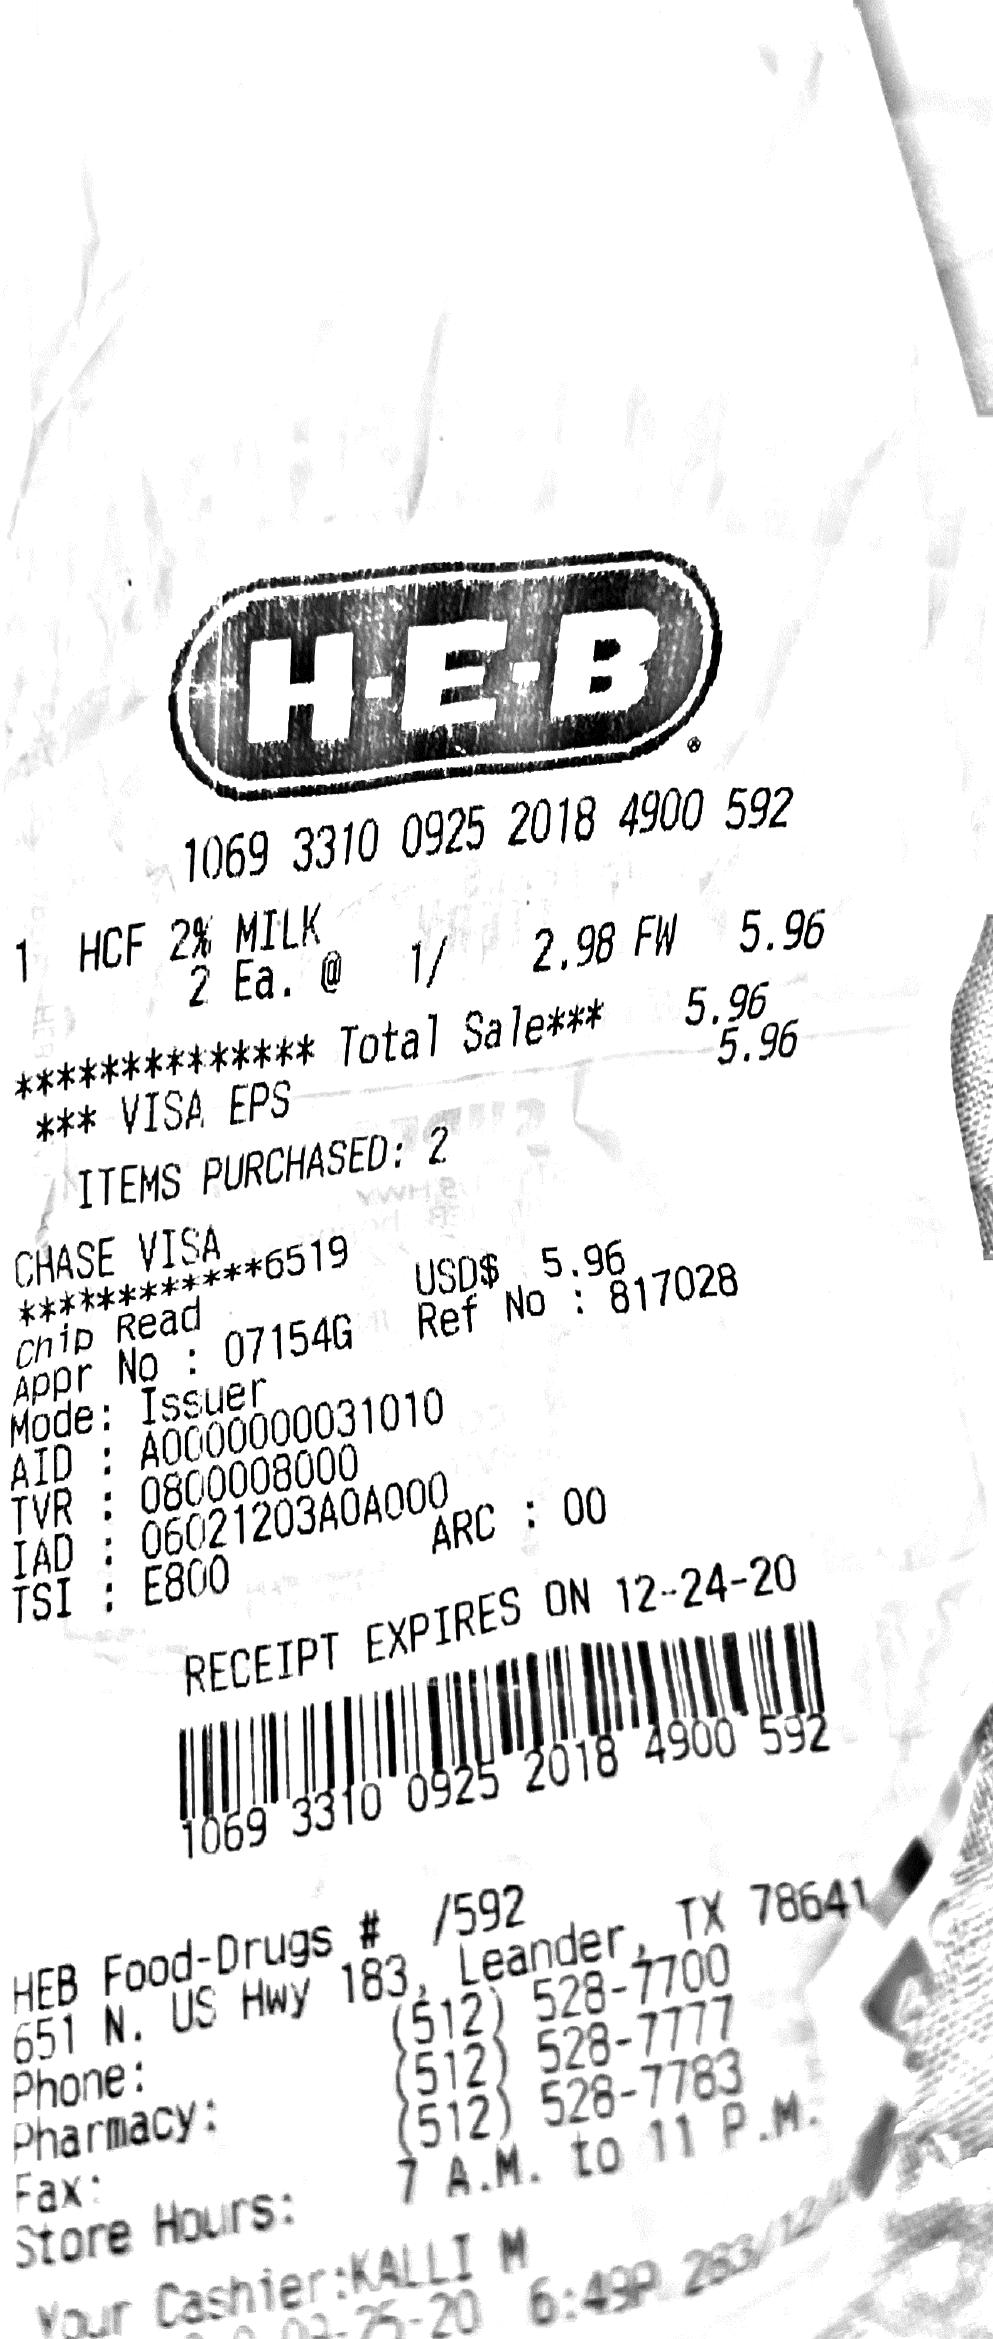 H-E-B
1069 3310 0925 2018 4900 592
1 HCF 2% MILK
2 Ea. @ 1/ 2.98 FW 5.96
************* Total Sale*** 5.96
*** VISA EPS 5.96
ITEMS PURCHASED: 2
CHASE VISA
************6519 USD$ 5.96
Chip Read Ref No : 817028
Appr No : 07154G
Mode: Issuer
AID : A0000000031010
TVR : 0800008000
IAD : 06021203A0A000
TSI : E800 ARC : 00
RECEIPT EXPIRES ON 12-24-20
1069 3310 0925 2018 4900 592
HEB Food-Drugs # /592
651 N. US Hwy 183, Leander, TX 78641
Phone: (512) 528-7700
Pharmacy: (512) 528-7777
Fax: (512) 528-7783
Store Hours: 7 A.M. to 11 P.M.
Your Cashier:KALLI M
-25-20 6:49P